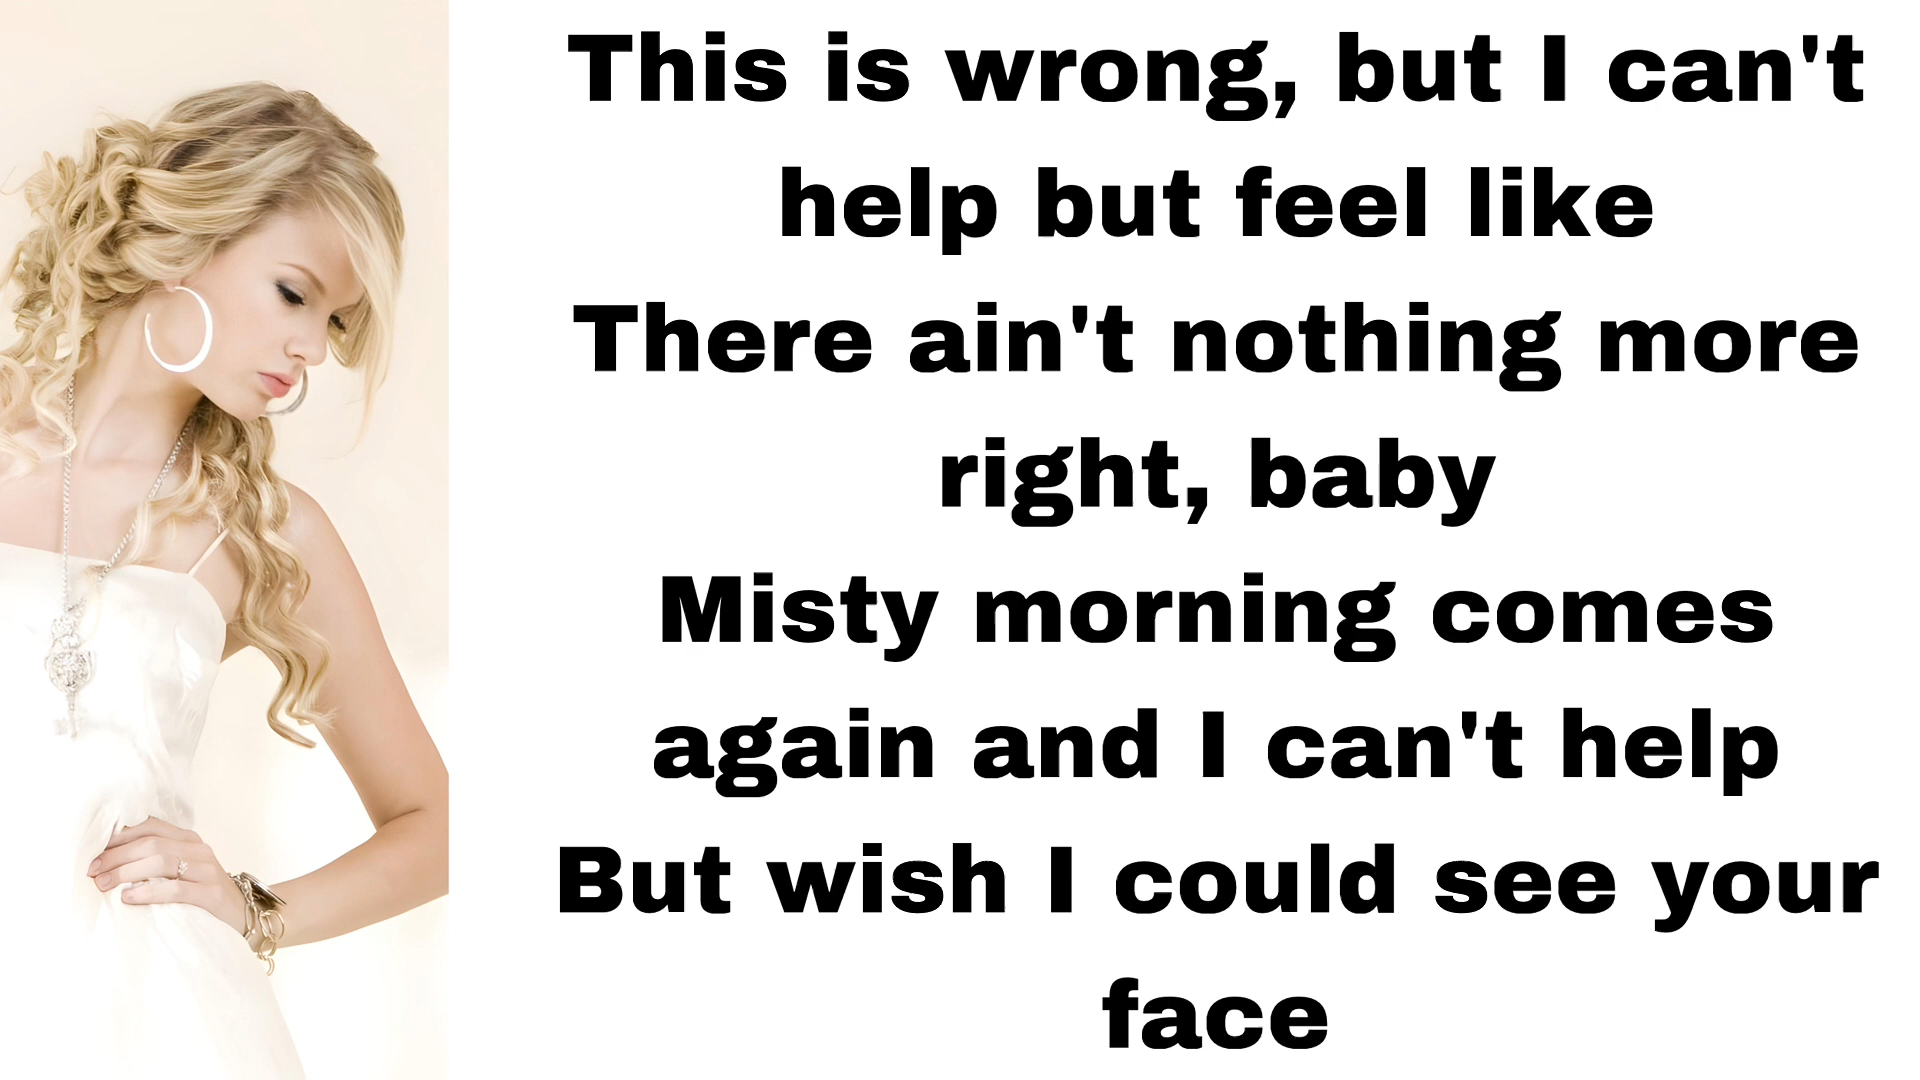 This is wrong, but I can't
help but feel like
There ain't nothing more
right, baby
Misty morning comes
again and I can't help
But wish I could see your
face